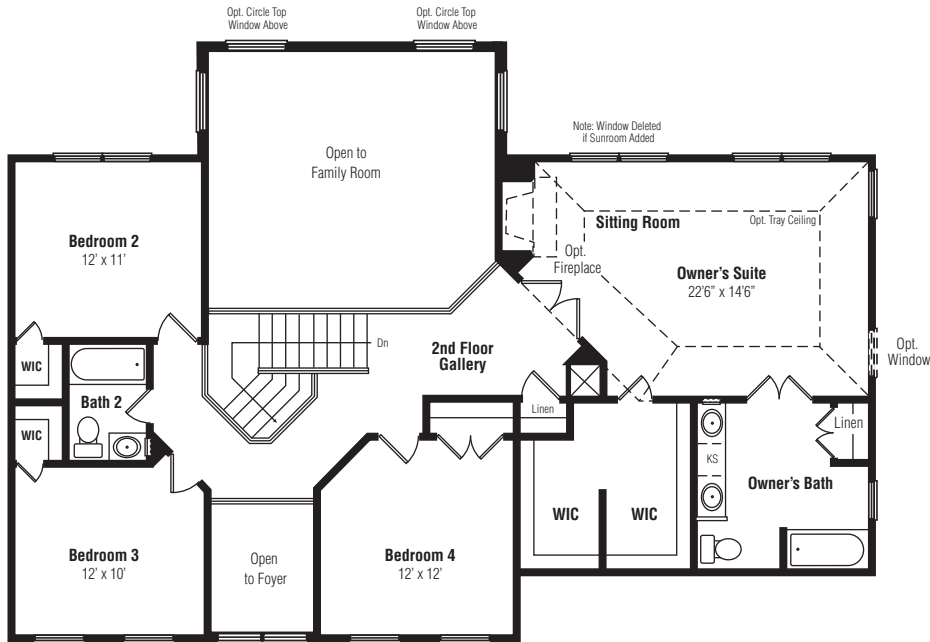 Opt. Circle Top
Window Above
Opt. Circle Top
Window Above
Note: Window Deleted
if Sunroom Added
Open to
Family Room
Bedroom 2
12' x 11'
Sitting Room
Opt. Tray Ceiling
Opt.
Fireplace
Owner's Suite
22'6" x 14'6"
Opt.
Window
Dn
2nd Floor
Gallery
WIC
Bath 2
WIC
Linen
Linen
KS
Owner's Bath
WIC
WIC
Bedroom 3
12' x 10'
Open
to Foyer
Bedroom 4
12' x 12'